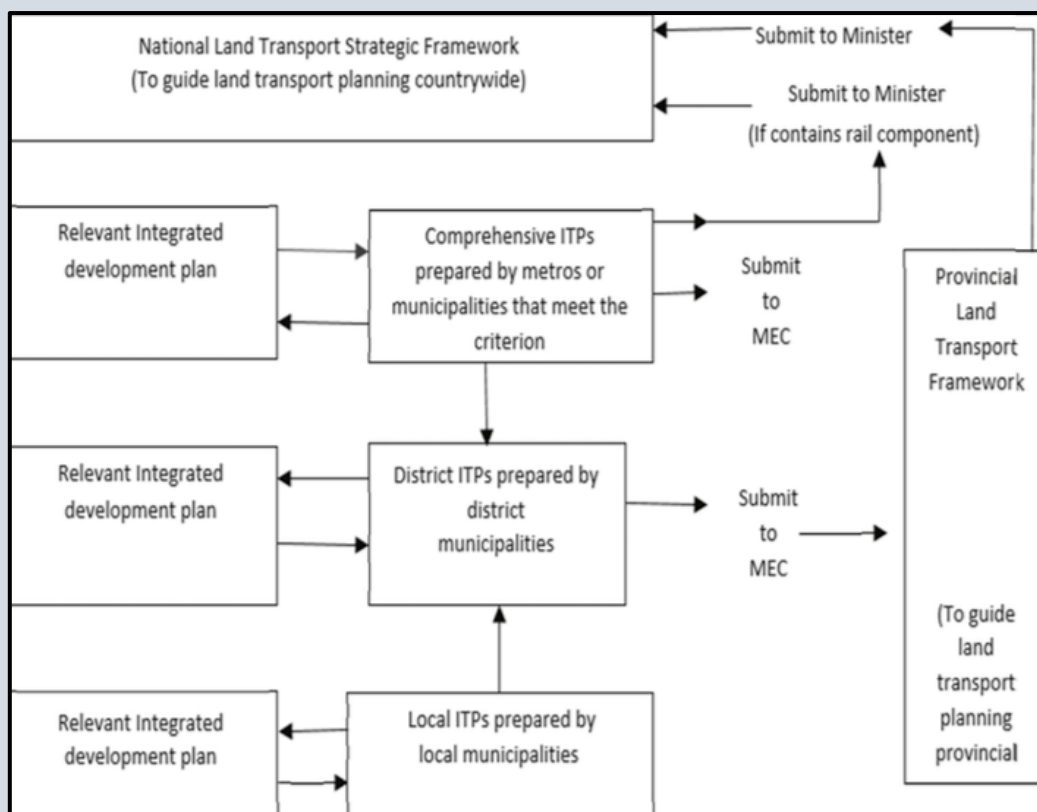 National Land Transport Strategic Framework
(To guide land transport planning countrywide)
Submit to Minister
Submit to Minister
(If contains rail component)
Relevant Integrated
development plan
Comprehensive ITPs
prepared by metros or
municipalities that meet the
criterion
Submit
to
MEC
Provincial
Land
Transport
Framework
(To guide
land
transport
planning
provincial
Relevant Integrated
development plan
District ITPs prepared by
district
municipalities
Submit
to
MEC
Relevant Integrated
development plan
Local ITPs prepared by
local municipalities